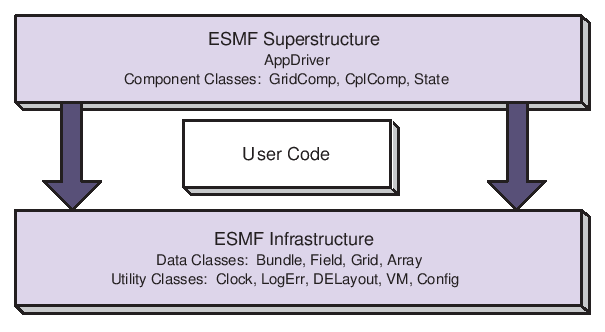 ESMF Superstructure
AppDriver
Component Classes: GridComp, CplComp, State
User Code
ESMF Infrastructure
Data Classes: Bundle, Field, Grid, Array
Utility Classes: Clock, LogErr, DELayout, VM, Config